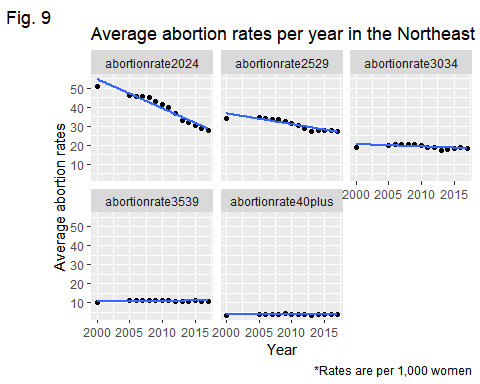 Fig. 9
Average abortion rates per year in the Northeast
abortionrate2024 abortionrate2529 abortionrate3034
50
40
30
20
10
2000 2005 2010 2015
abortionrate3539 abortionrate40plus
50
40
30
20
10
2000 2005 2010 2015 2000 2005 2010 2015
Average abortion rates
Year
*Rates are per 1,000 women